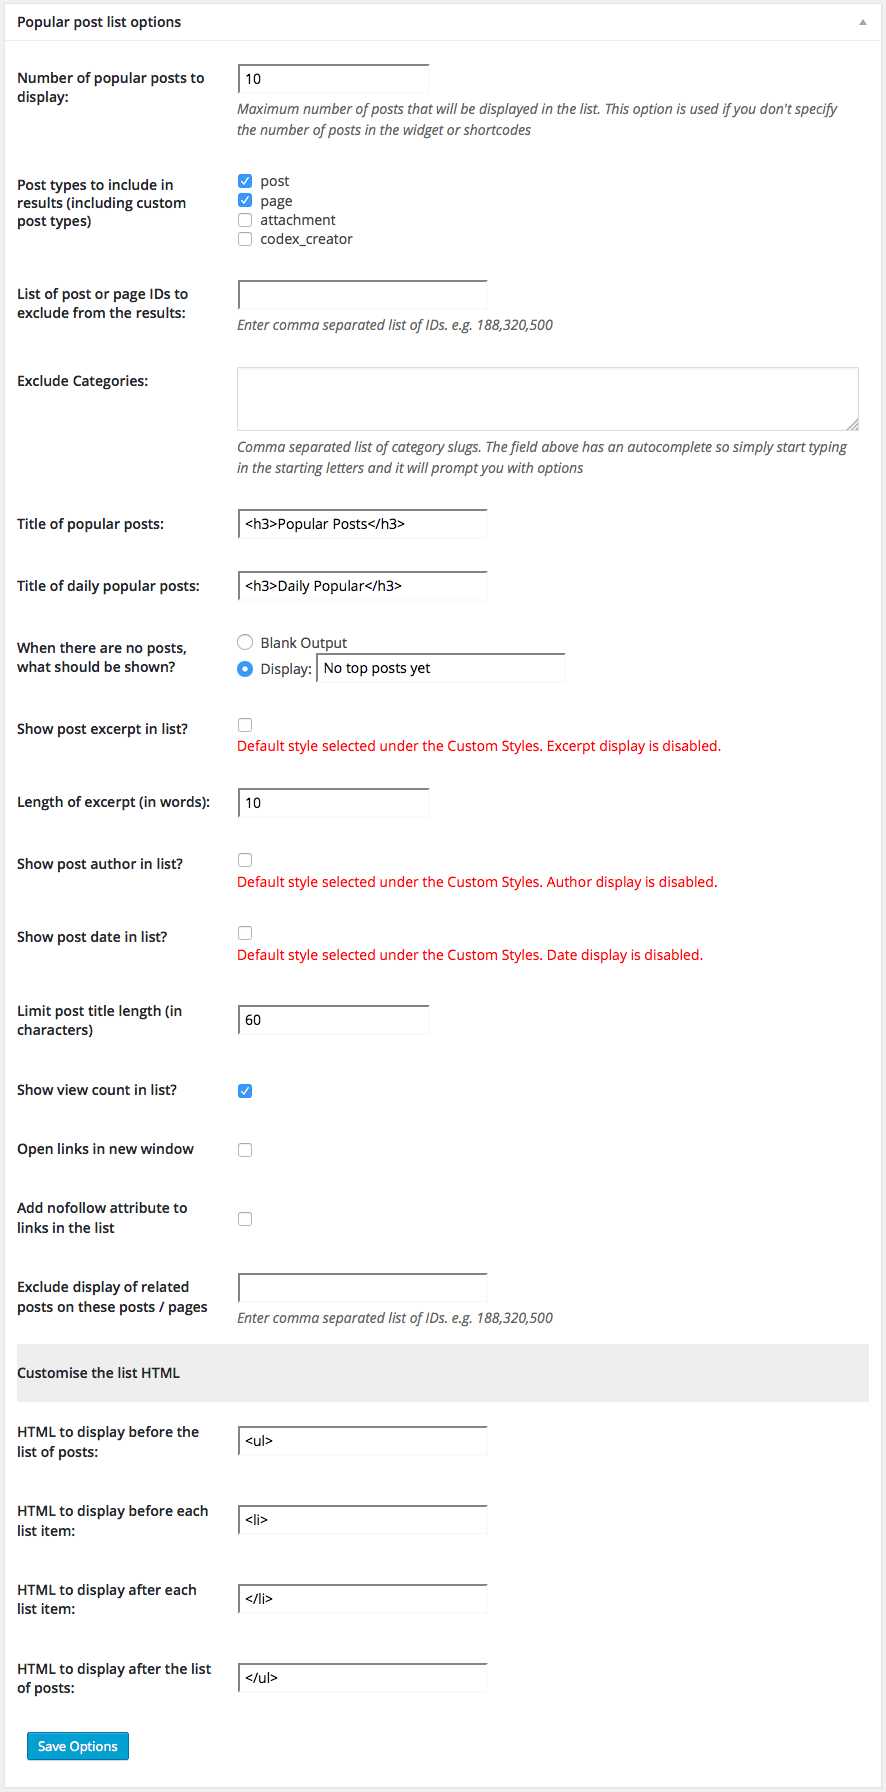 Popular post list options
Number of popular posts to
display:
10
Maximum number of posts that will be displayed in the list. This option is used if you don't specify
the number of posts in the widget or shortcodes
Post types to include in
results (including custom
post types)
post
page
attachment
codex_creator
List of post or page IDs to
exclude from the results:
Enter comma separated list of IDs. e.g. 188,320,500
Exclude Categories:
Comma separated list of category slugs. The field above has an autocomplete so simply start typing
in the starting letters and it will prompt you with options
Title of popular posts:
<h3>Popular Posts</h3>
Title of daily popular posts:
<h3>Daily Popular</h3>
When there are no posts,
what should be shown?
Blank Output
Display: No top posts yet
Show post excerpt in list?
Default style selected under the Custom Styles. Excerpt display is disabled.
Length of excerpt (in words):
10
Show post author in list?
Default style selected under the Custom Styles. Author display is disabled.
Show post date in list?
Default style selected under the Custom Styles. Date display is disabled.
Limit post title length (in
characters)
60
Show view count in list?
Open links in new window
Add nofollow attribute to
links in the list
Exclude display of related
posts on these posts / pages
Enter comma separated list of IDs. e.g. 188,320,500
Customise the list HTML
HTML to display before the
list of posts:
<ul>
HTML to display before each
list item:
<li>
HTML to display after each
list item:
</li>
HTML to display after the list
of posts:
</ul>
Save Options